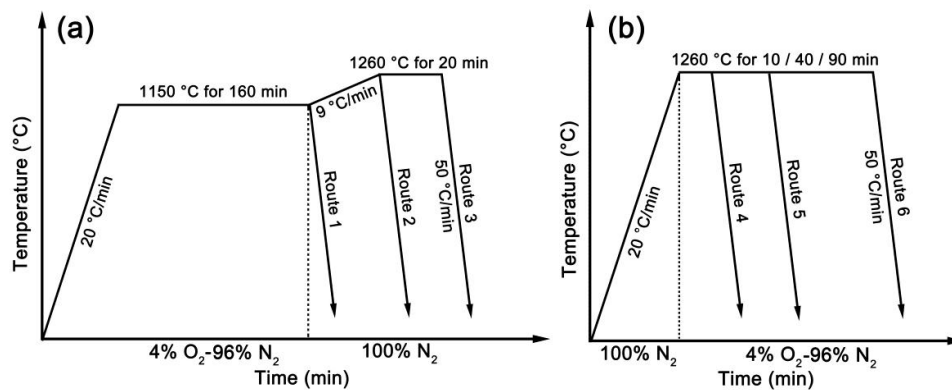 (a)
Temperature (°C)
20 °C/min
1150 °C for 160 min
9 °C/min
1260 °C for 20 min
Route 1
Route 2
Route 3
50 °C/min
4% O₂-96% N₂
100% N₂
Time (min)
(b)
Temperature (°C)
20 °C/min
1260 °C for 10 / 40 / 90 min
Route 4
Route 5
Route 6
50 °C/min
100% N₂
4% O₂-96% N₂
Time (min)